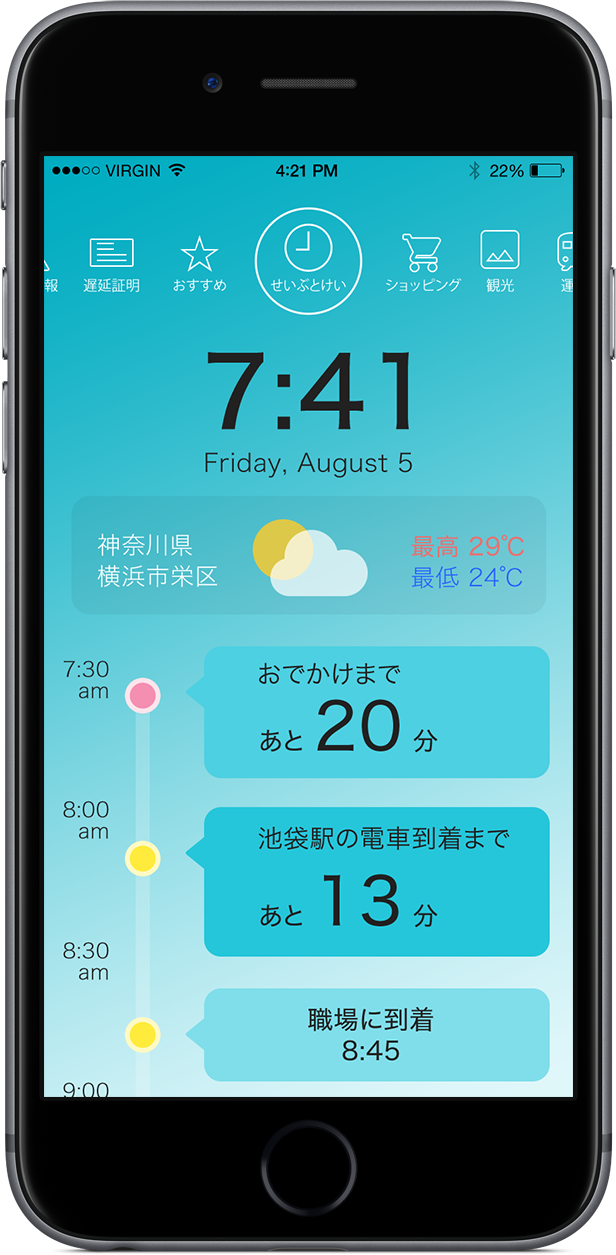 VIRGIN 4:21 PM 22%
報 遅延証明 おすすめ せいぶとけい ショッピング 観光 運
7:41
Friday, August 5
神奈川県 最高 29℃
横浜市栄区 最低 24℃
7:30
am
おでかけまで
あと 20 分
8:00
am
池袋駅の電車到着まで
あと 13 分
8:30
am
職場に到着
8:45
9:00